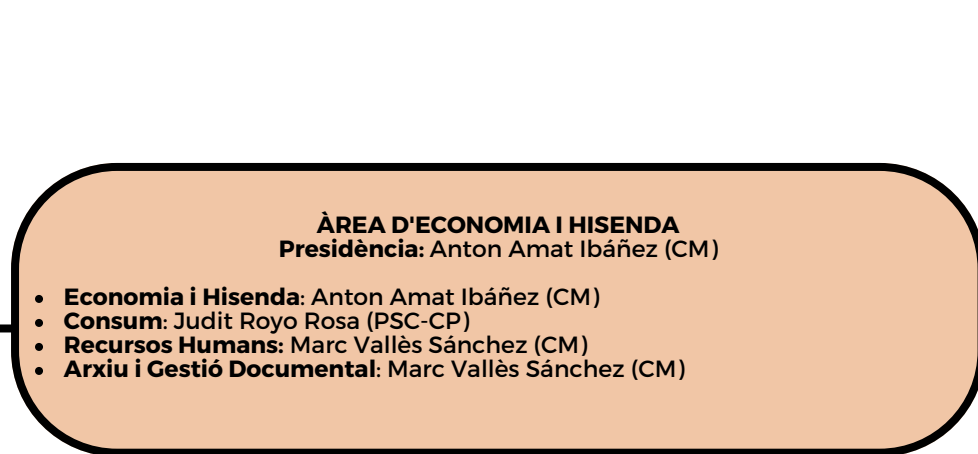 ÀREA D'ECONOMIA I HISENDA
Presidència: Anton Amat Ibáñez (CM)
• Economia i Hisenda: Anton Amat Ibáñez (CM)
• Consum: Judit Royo Rosa (PSC-CP)
• Recursos Humans: Marc Vallès Sánchez (CM)
• Arxiu i Gestió Documental: Marc Vallès Sánchez (CM)